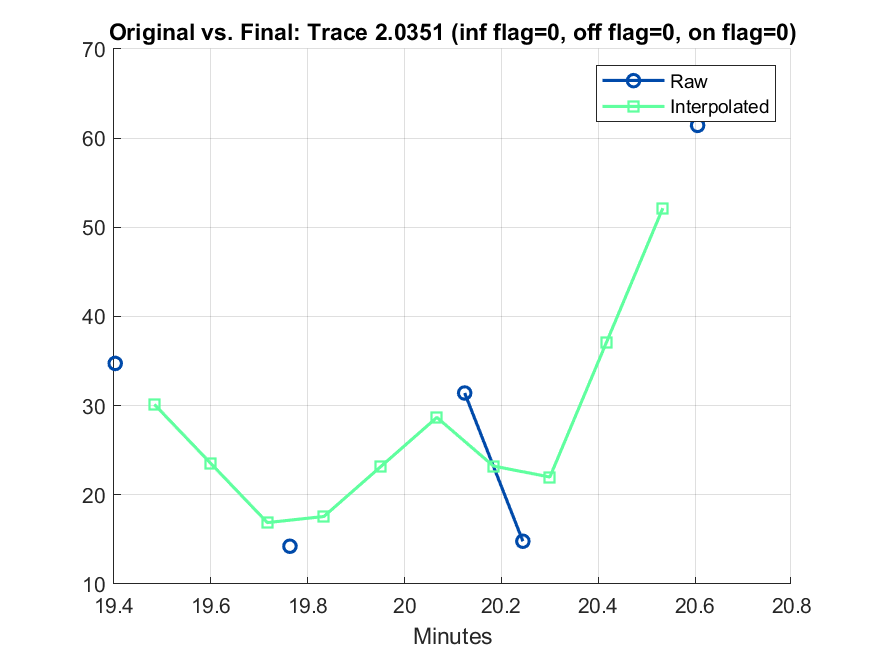 Original vs. Final: Trace 2.0351 (inf flag=0, off flag=0, on flag=0)
70
60
50
40
30
20
10
Raw
Interpolated
19.4 19.6 19.8 20 20.2 20.4 20.6 20.8
Minutes